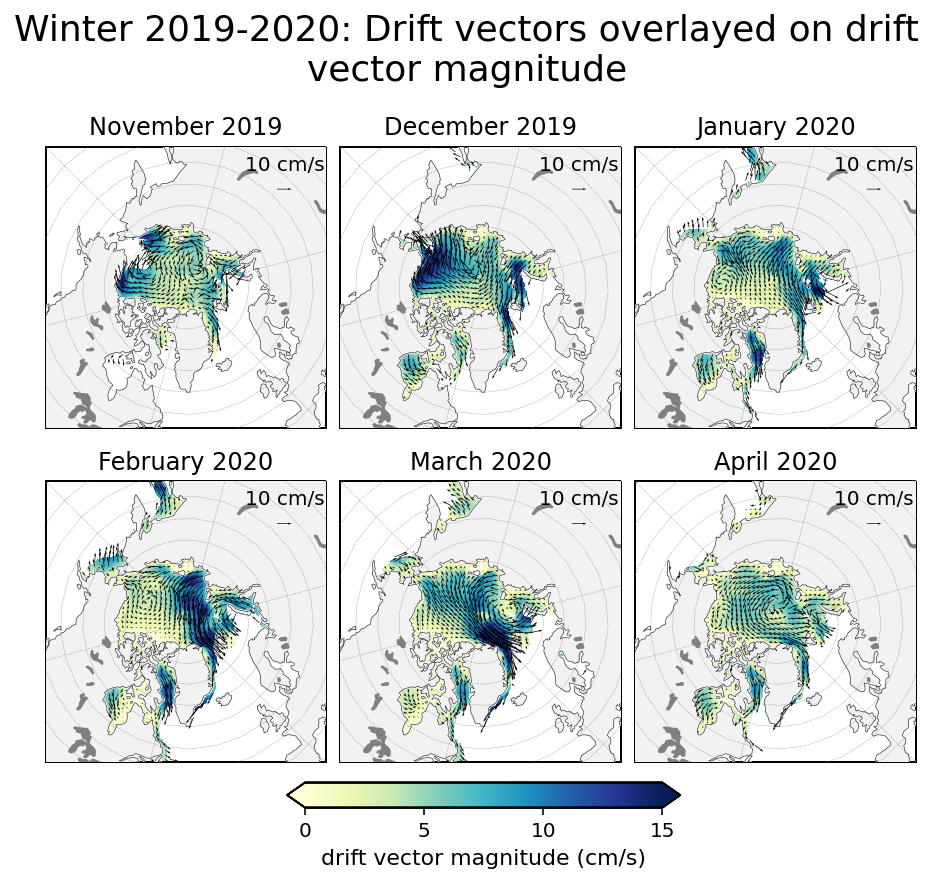 Winter 2019-2020: Drift vectors overlayed on drift
vector magnitude
November 2019
December 2019
January 2020
10 cm/s
10 cm/s
10 cm/s
February 2020
March 2020
April 2020
10 cm/s
10 cm/s
10 cm/s
0 5 10 15
drift vector magnitude (cm/s)